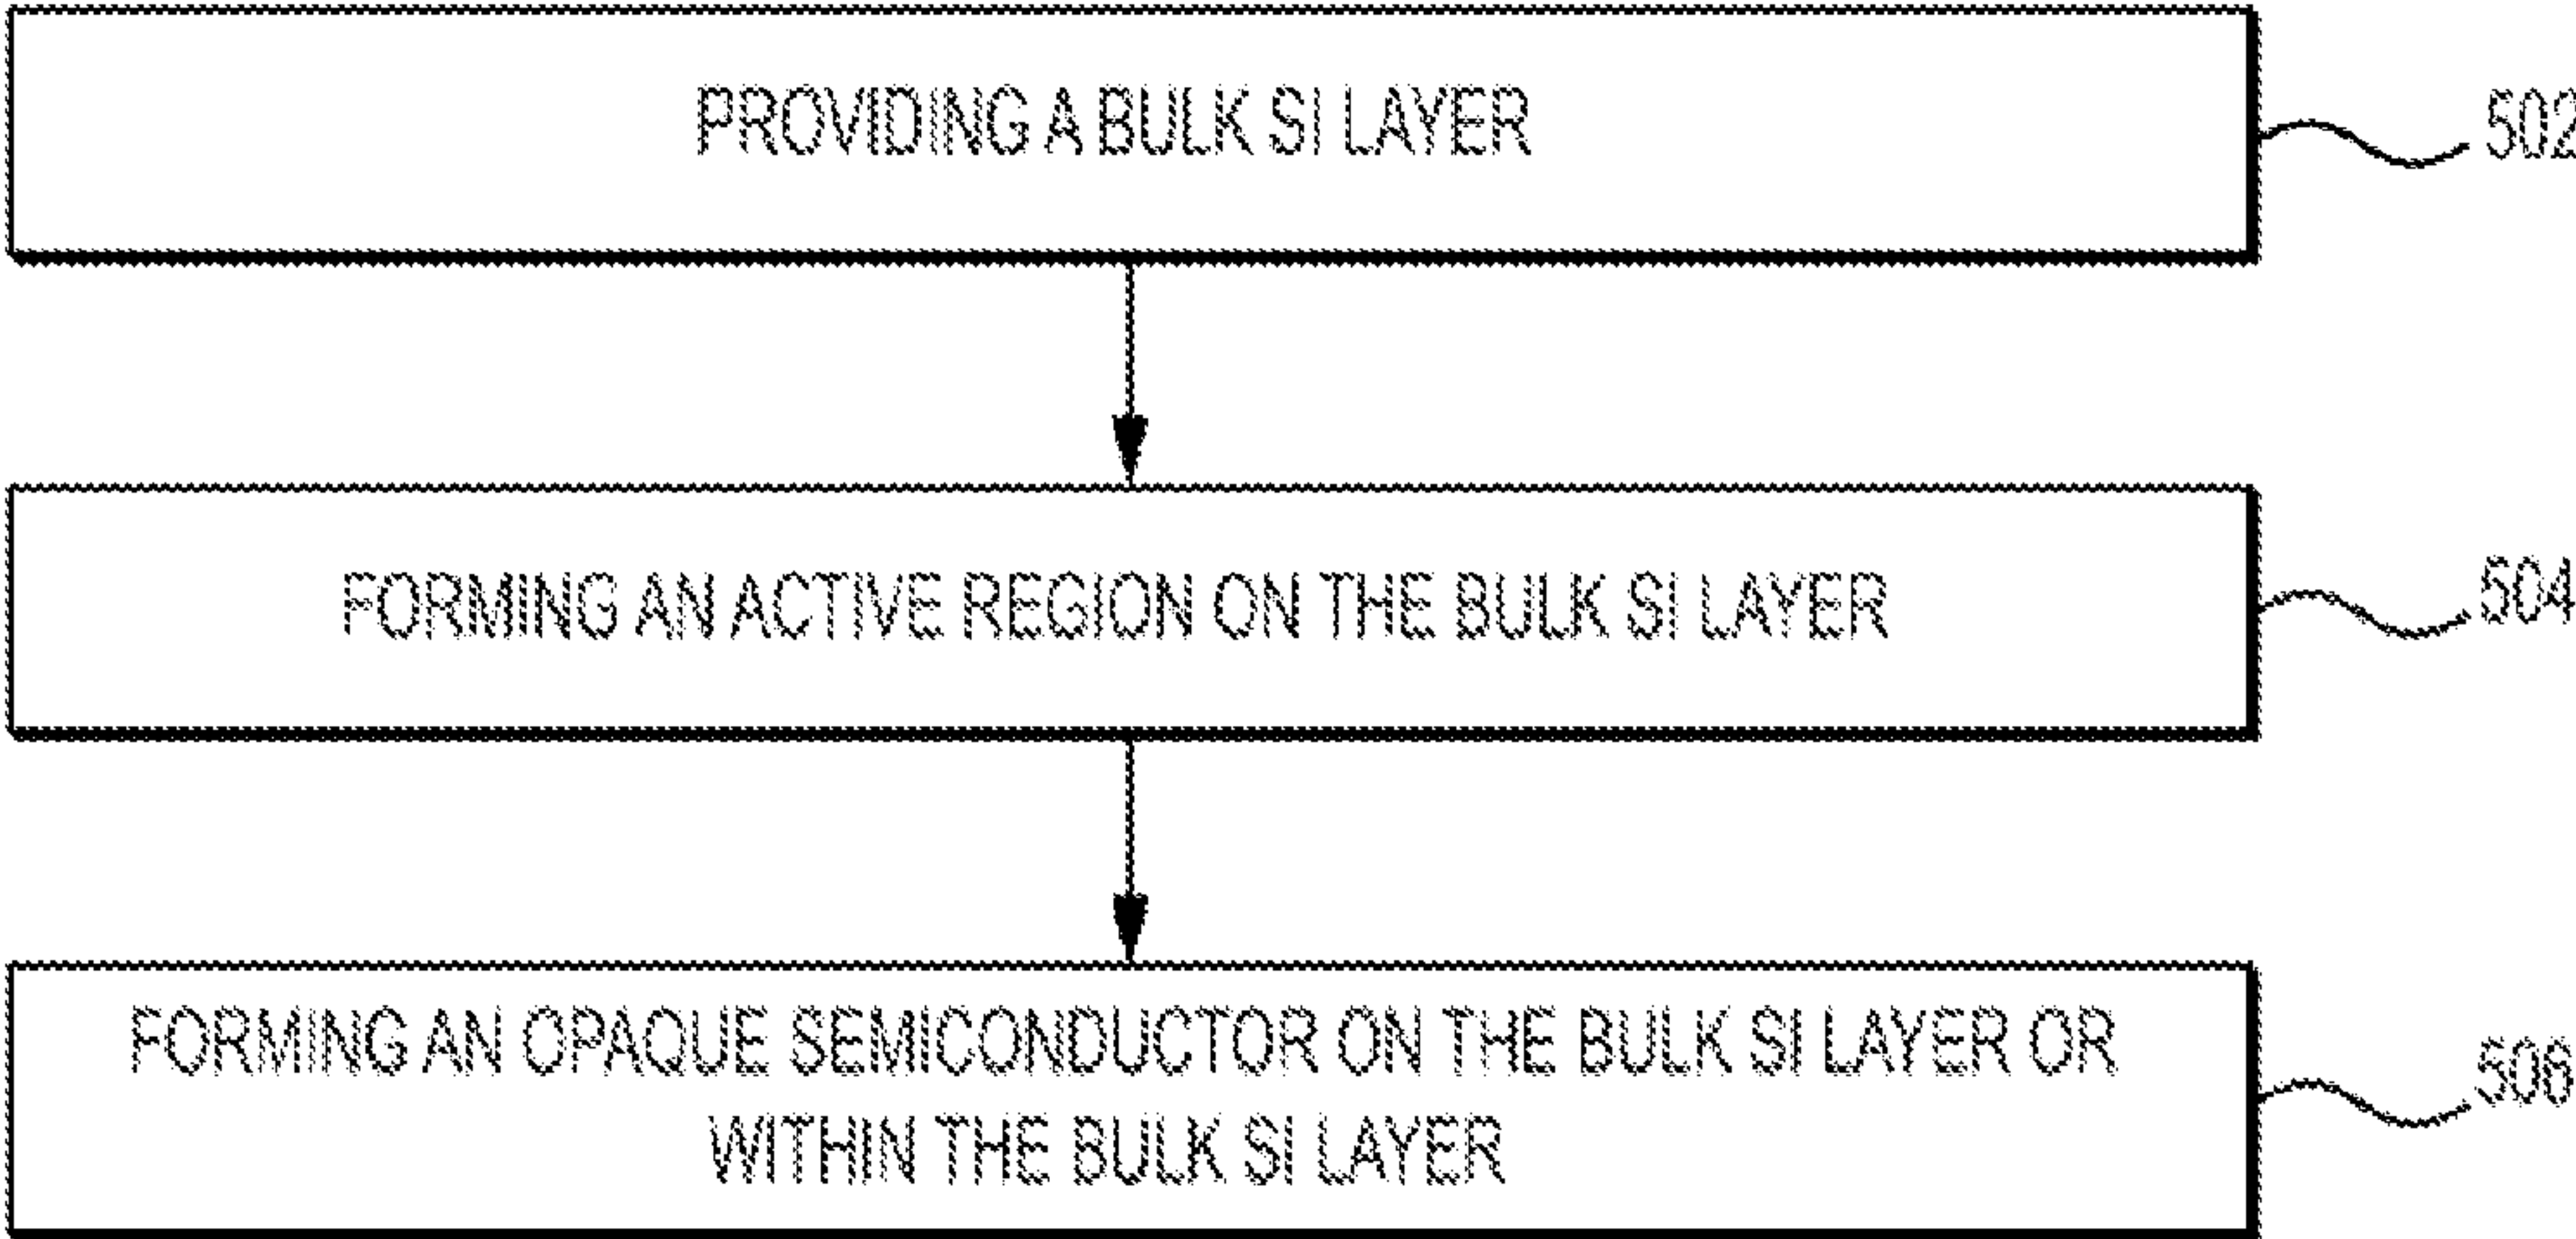 PROVIDING A BULK SI LAYER
502
FORMING AN ACTIVE REGION ON THE BULK SI LAYER
504
FORMING AN OPAQUE SEMICONDUCTOR ON THE BULK SI LAYER OR
WITHIN THE BULK SI LAYER
506